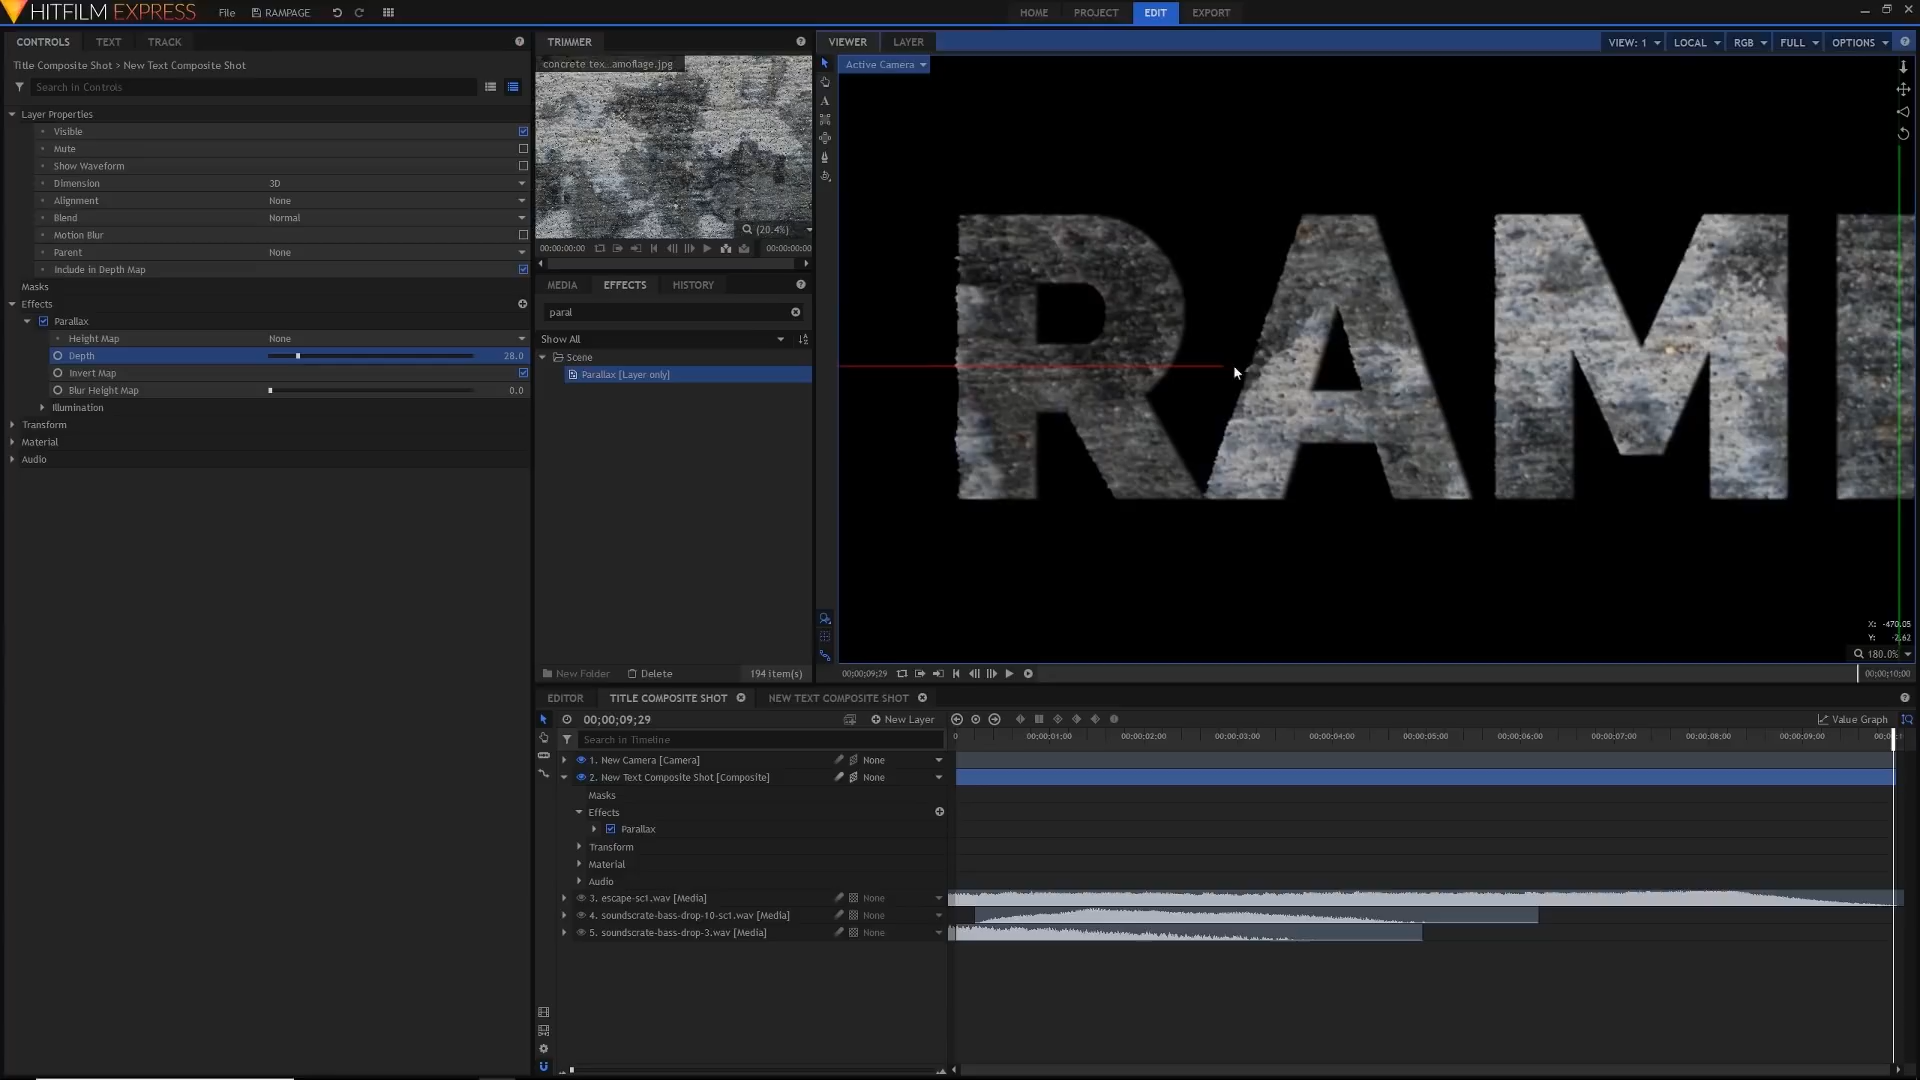 HITFILM EXPRESS
File
RAMPAGE
HOME
PROJECT
EDIT
EXPORT
CONTROLS
TEXT
TRACK
Title Composite Shot > New Text Composite Shot
Search in Controls
Layer Properties
Visible
Mute
Show Waveform
Dimension 3D
Alignment None
Blend Normal
Motion Blur
Parent None
Include in Depth Map
Masks
Effects
Parallax
Height Map None
Depth 28.0
Invert Map
Blur Height Map 0.0
Illumination
Transform
Material
Audio
TRIMMER
concrete tex...amoflage.jpg
(20.4%)
00:00:00:00
00:00:00:00
MEDIA
EFFECTS
HISTORY
paral
Show All
Scene
Parallax [Layer only]
New Folder
Delete
194 item(s)
VIEWER
LAYER
VIEW: 1
LOCAL
RGB
FULL
OPTIONS
Active Camera
RAM
X: -470.05
Y: -2.62
180.0%
00;00;09;29
00;00;10;00
EDITOR
TITLE COMPOSITE SHOT
NEW TEXT COMPOSITE SHOT
00;00;09;29
New Layer
Value Graph
Search in Timeline
0
00;00;01;00
00;00;02;00
00;00;03;00
00;00;04;00
00;00;05;00
00;00;06;00
00;00;07;00
00;00;08;00
00;00;09;00
1. New Camera [Camera] None
2. New Text Composite Shot [Composite] None
Masks
Effects
Parallax
Transform
Material
Audio
3. escape-sc1.wav [Media] None
4. soundscrate-bass-drop-10-sc1.wav [Media] None
5. soundscrate-bass-drop-3.wav [Media] None